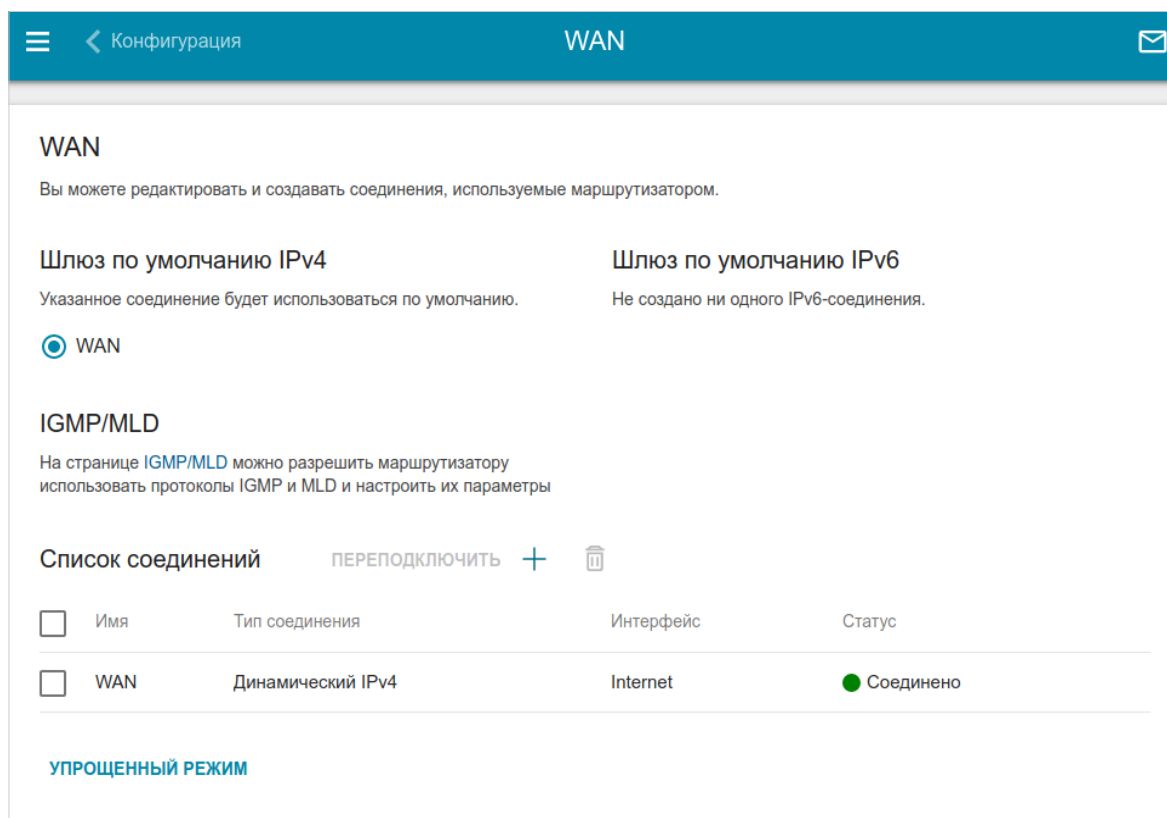 Конфигурация
WAN
WAN
Вы можете редактировать и создавать соединения, используемые маршрутизатором.
Шлюз по умолчанию IPv4
Указанное соединение будет использоваться по умолчанию.
WAN
Шлюз по умолчанию IPv6
Не создано ни одного IPv6-соединения.
IGMP/MLD
На странице IGMP/MLD можно разрешить маршрутизатору
использовать протоколы IGMP и MLD и настроить их параметры
Список соединений ПЕРЕПОДКЛЮЧИТЬ
Имя Тип соединения Интерфейс Статус
WAN Динамический IPv4 Internet Соединено
УПРОЩЕННЫЙ РЕЖИМ